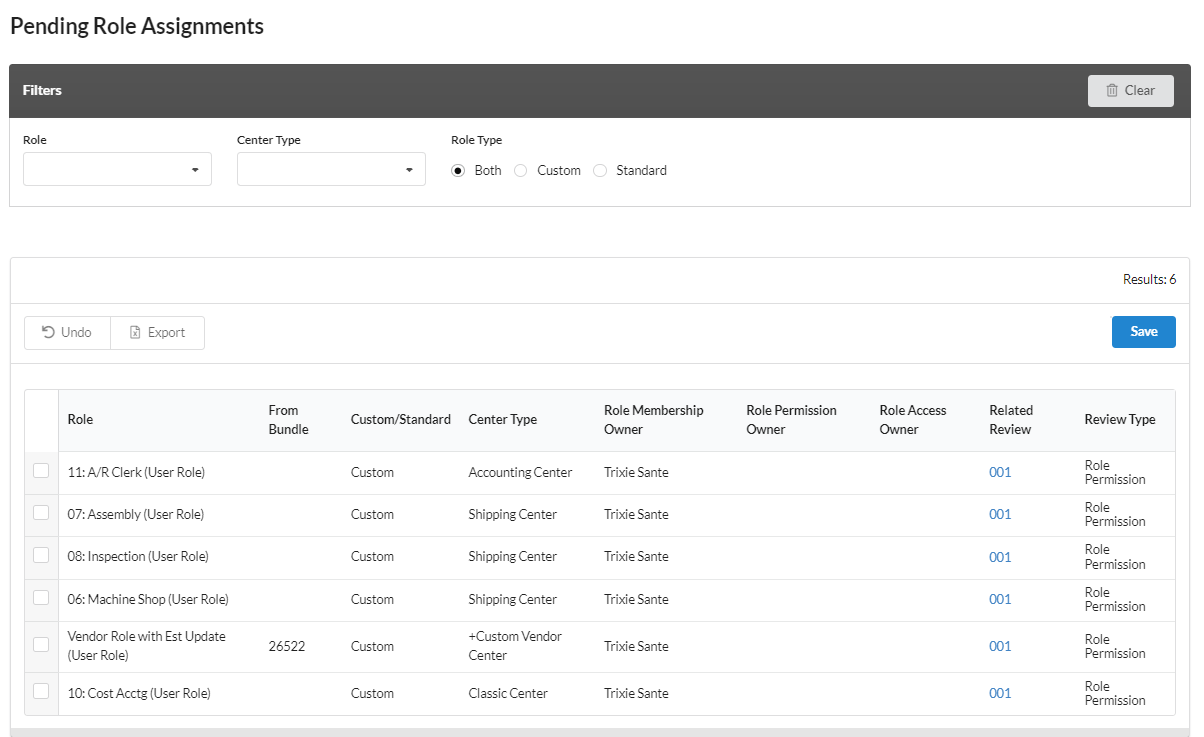 Pending Role Assignments
Filters
Clear
Role
Center Type
Role Type
Both
Custom
Standard
Results: 6
Undo
Export
Save
Role
From
Bundle
Custom/Standard
Center Type
Role Membership
Owner
Role Permission
Owner
Role Access
Owner
Related
Review
Review Type
11: A/R Clerk (User Role)
Custom
Accounting Center
Trixie Sante
001
Role
Permission
07: Assembly (User Role)
Custom
Shipping Center
Trixie Sante
001
Role
Permission
08: Inspection (User Role)
Custom
Shipping Center
Trixie Sante
001
Role
Permission
06: Machine Shop (User Role)
Custom
Shipping Center
Trixie Sante
001
Role
Permission
Vendor Role with Est Update
(User Role)
26522
Custom
+Custom Vendor
Center
Trixie Sante
001
Role
Permission
10: Cost Acctg (User Role)
Custom
Classic Center
Trixie Sante
001
Role
Permission